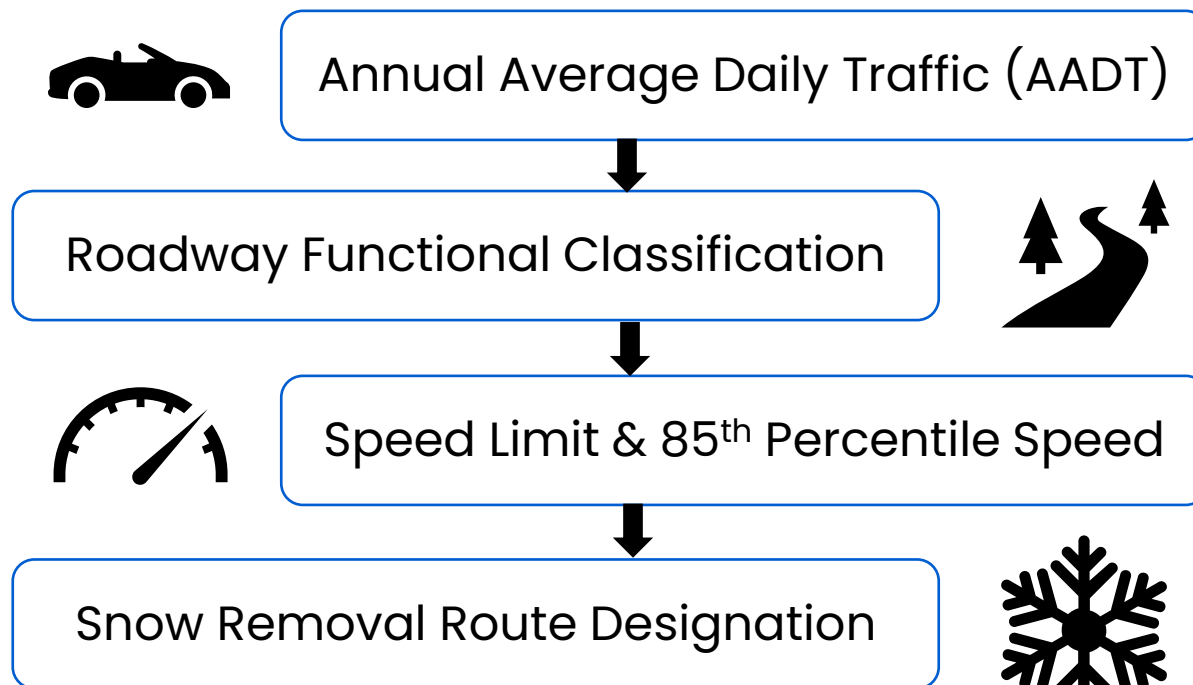 Annual Average Daily Traffic (AADT)
Roadway Functional Classification
Speed Limit & 85th Percentile Speed
Snow Removal Route Designation